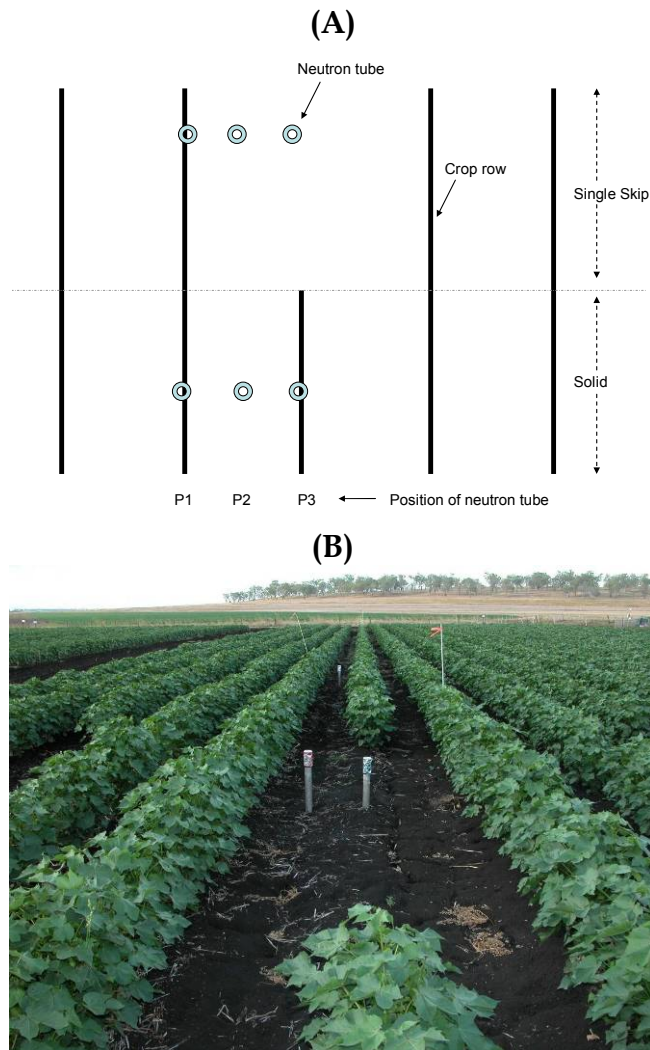 (A)
Neutron tube
Crop row
Single Skip
Solid
P1 P2 P3 Position of neutron tube
(B)